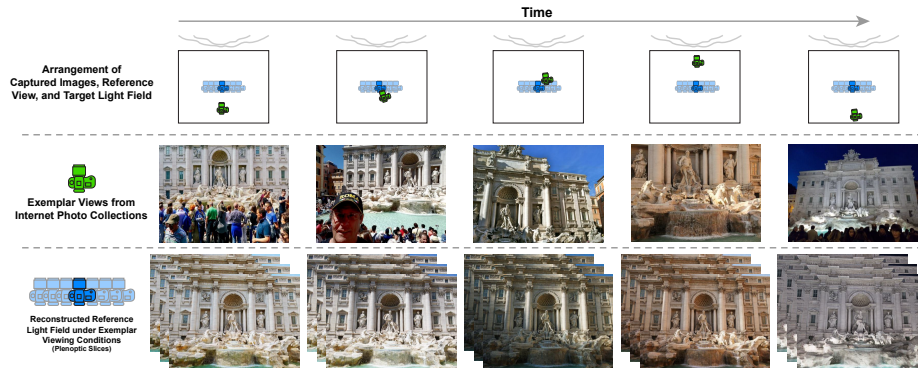 Time
Arrangement of
Captured Images, Reference
View, and Target Light Field
Exemplar Views from
Internet Photo Collections
Reconstructed Reference
Light Field under Exemplar
Viewing Conditions
(Plenoptic Slices)